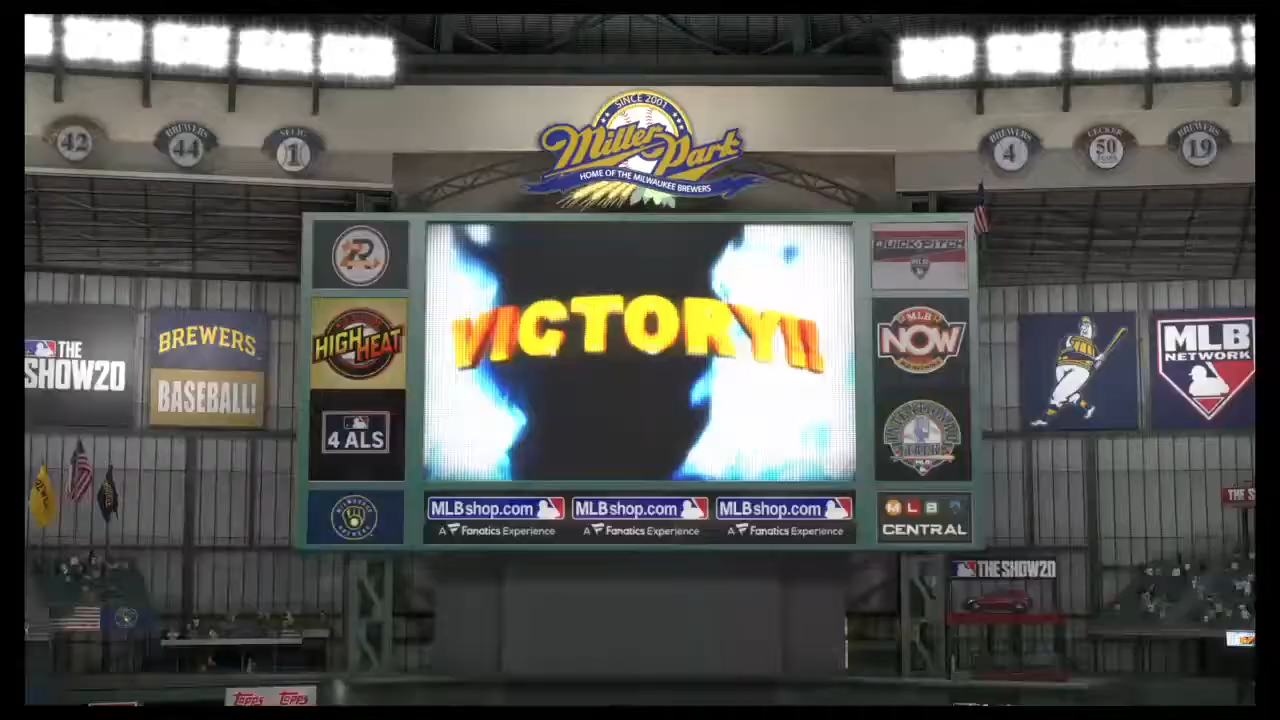 SINCE 2001
Miller Park
HOME OF THE MILWAUKEE BREWERS
42
BREWERS
44
SELIG
1
BREWERS
4
UECKER
50
YEARS
BREWERS
19
VICTORY!!
QUICK PITCH
HIGH HEAT
MLB
NOW
4 ALS
MLB
CENTRAL
MLBshop.com MLBshop.com MLBshop.com
A Fanatics Experience A Fanatics Experience A Fanatics Experience
THE
SHOW20
BREWERS
BASEBALL!
MLB
NETWORK
THE S
THE SHOW20
TOPPS TOPPS